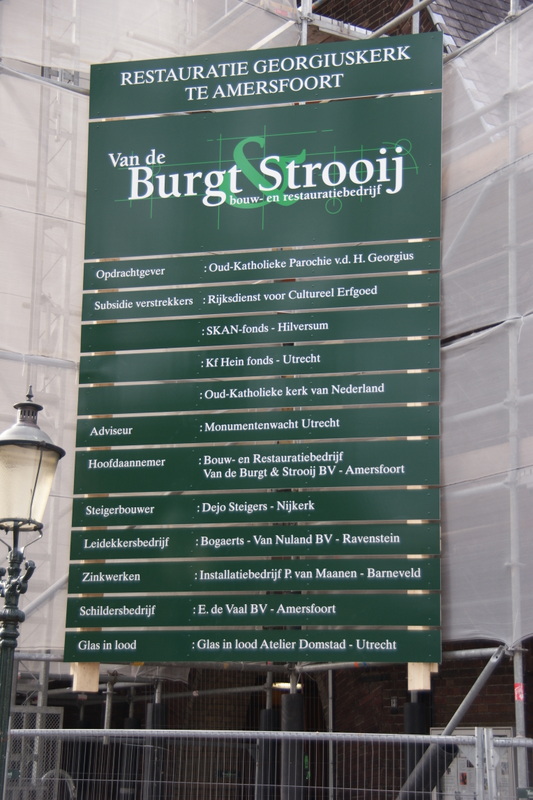 RESTAURATIE GEORGIUSKERK
TE AMERSFOORT
Van de
Burgt & Strooij
bouw- en restauratiebedrijf
Opdrachtgever : Oud-Katholieke Parochie v.d. H. Georgius
Subsidie verstrekkers : Rijksdienst voor Cultureel Erfgoed
: SKAN-fonds - Hilversum
: Kf Hein fonds - Utrecht
: Oud-Katholieke kerk van Nederland
Adviseur : Monumentenwacht Utrecht
Hoofdaannemer : Bouw- en Restauratiebedrijf
Van de Burgt & Strooij BV - Amersfoort
Steigerbouwer : Dejo Steigers - Nijkerk
Leidekkersbedrijf : Bogaerts - Van Nuland BV - Ravenstein
Zinkwerken : Installatiebedrijf P. van Maanen - Barneveld
Schildersbedrijf : E. de Vaal BV - Amersfoort
Glas in lood : Glas in lood Atelier Domstad - Utrecht